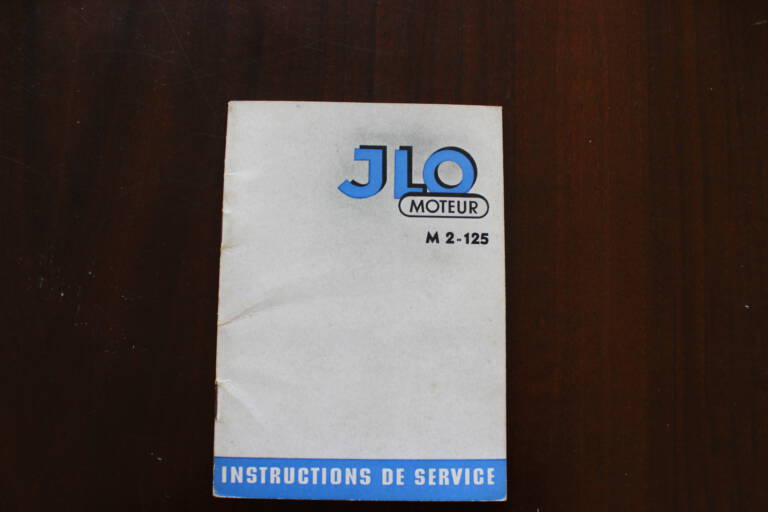 JLO
MOTEUR
M 2-125
INSTRUCTIONS DE SERVICE